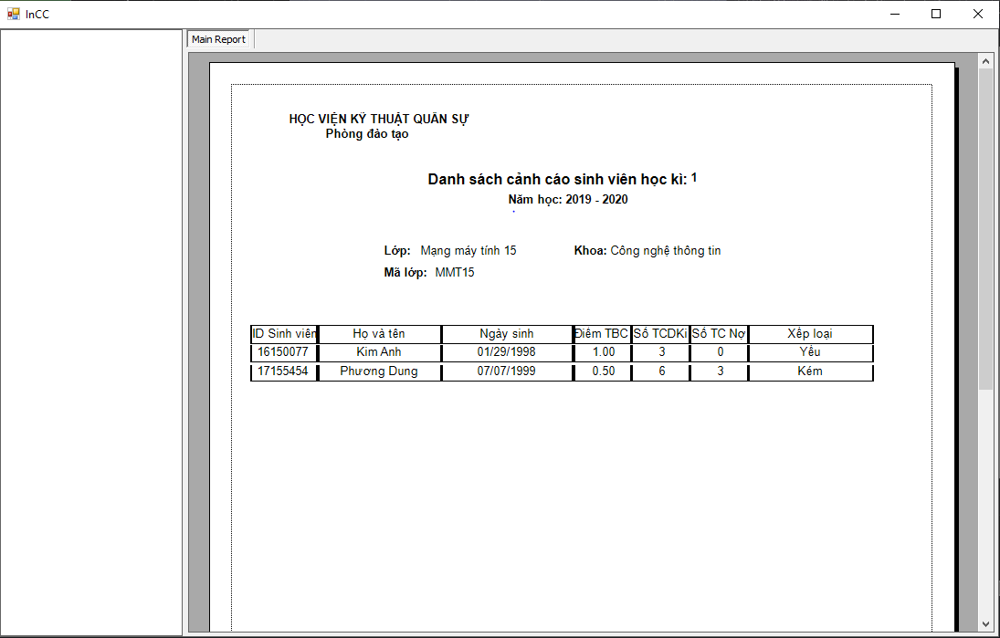 InCC
Main Report
HỌC VIỆN KỸ THUẬT QUÂN SỰ
Phòng đào tạo
Danh sách cảnh cáo sinh viên học kì: 1
Năm học: 2019 - 2020
Lớp: Mạng máy tính 15 Khoa: Công nghệ thông tin
Mã lớp: MMT15
ID Sinh viên Họ và tên Ngày sinh Điểm TBC Số TCDKi Số TC Nợ Xếp loại
16150077 Kim Anh 01/29/1998 1.00 3 0 Yếu
17155454 Phương Dung 07/07/1999 0.50 6 3 Kém